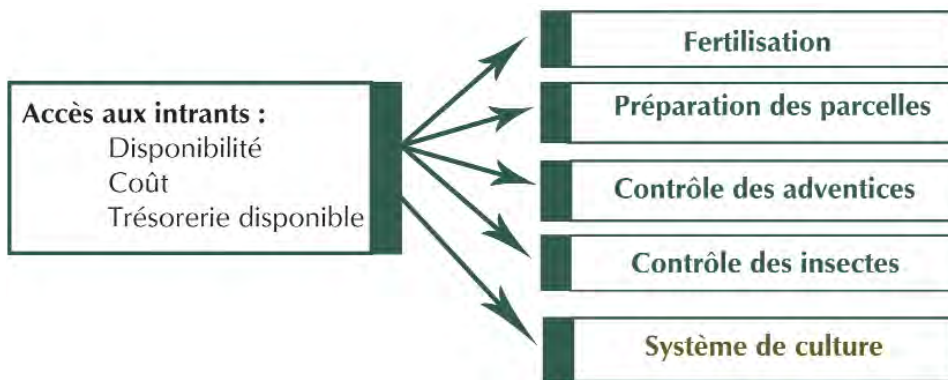 Accès aux intrants :
Disponibilité
Coût
Trésorerie disponible
Fertilisation
Préparation des parcelles
Contrôle des adventices
Contrôle des insectes
Système de culture